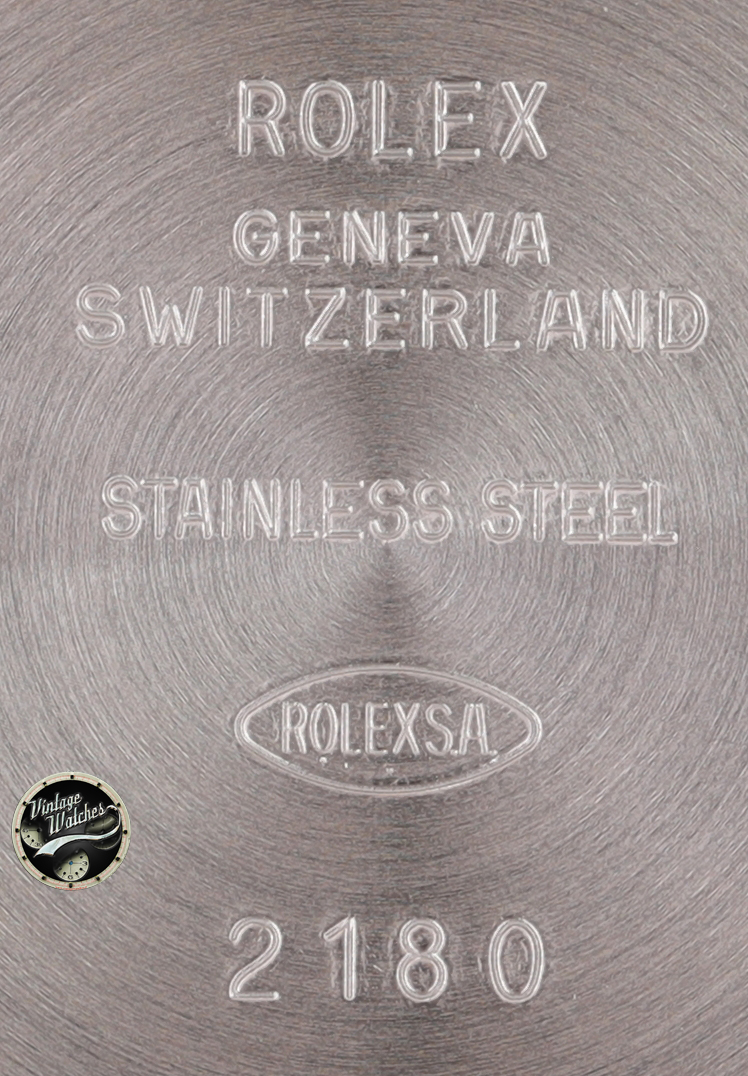 ROLEX
GENEVA
SWITZERLAND
STAINLESS STEEL
ROLEX S.A.
Vintage
Watches
2180